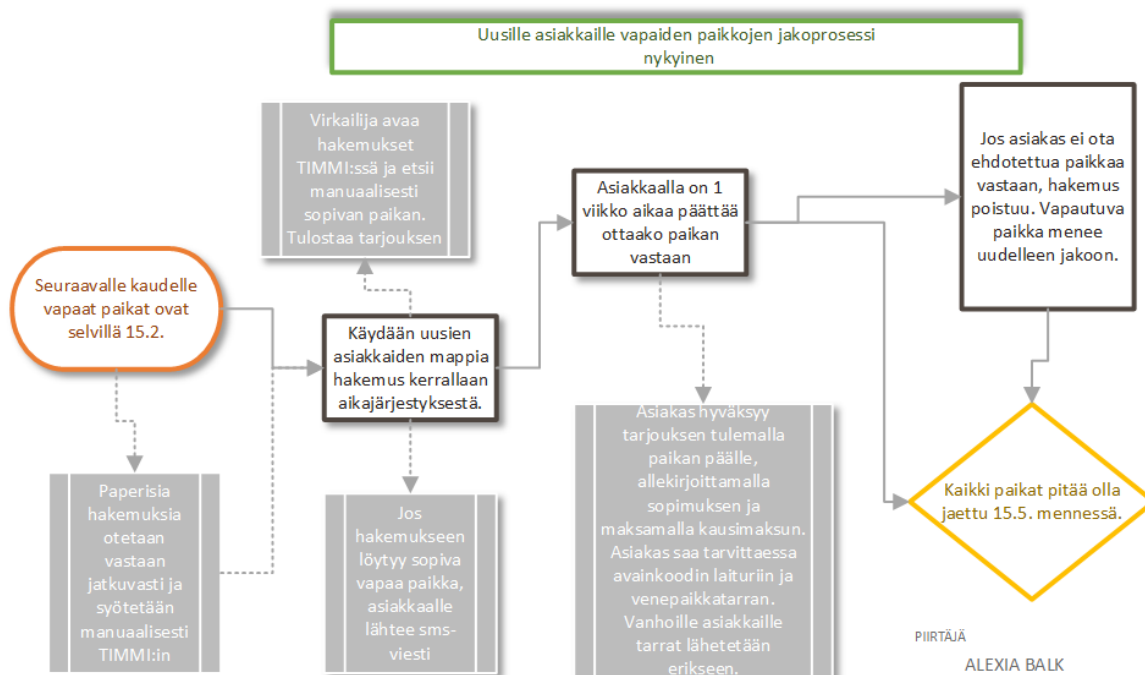 Uusille asiakkaille vapaiden paikkojen jakoprosessi
nykyinen
Virkailija avaa
hakemukset
TIMMI:ssä ja etsii
manuaalisesti
sopivan paikan.
Tulostaa tarjouksen
Seuraavalle kaudelle
vapaat paikat ovat
selvillä 15.2.
Paperisia
hakemuksia
otetaan
vastaan
jatkuvasti ja
syötetään
manuaalisesti
TIMMI:in
Käydään uusien
asiakkaiden mappia
hakemus kerrallaan
aikajärjestyksestä.
Jos
hakemukseen
löytyy sopiva
vapaa paikka,
asiakkaalle
lähtee sms-
viesti
Asiakkaalla on 1
viikko aikaa päättää
ottaako paikan
vastaan
Asiakas hyväksyy
tarjouksen tulemalla
paikan päälle,
allekirjoittamalla
sopimuksen ja
maksamalla kausimaksun.
Asiakas saa tarvittaessa
avainkoodin laituriin ja
venepaikkatarran.
Vanhoille asiakkaille
tarrat lähetetään
erikseen.
Jos asiakas ei ota
ehdotettua paikkaa
vastaan, hakemus
poistuu. Vapautuva
paikka menee
uudelleen jakoon.
Kaikki paikat pitää olla
jaettu 15.5. mennessä.
PIIRTÄJÄ
ALEXIA BALK